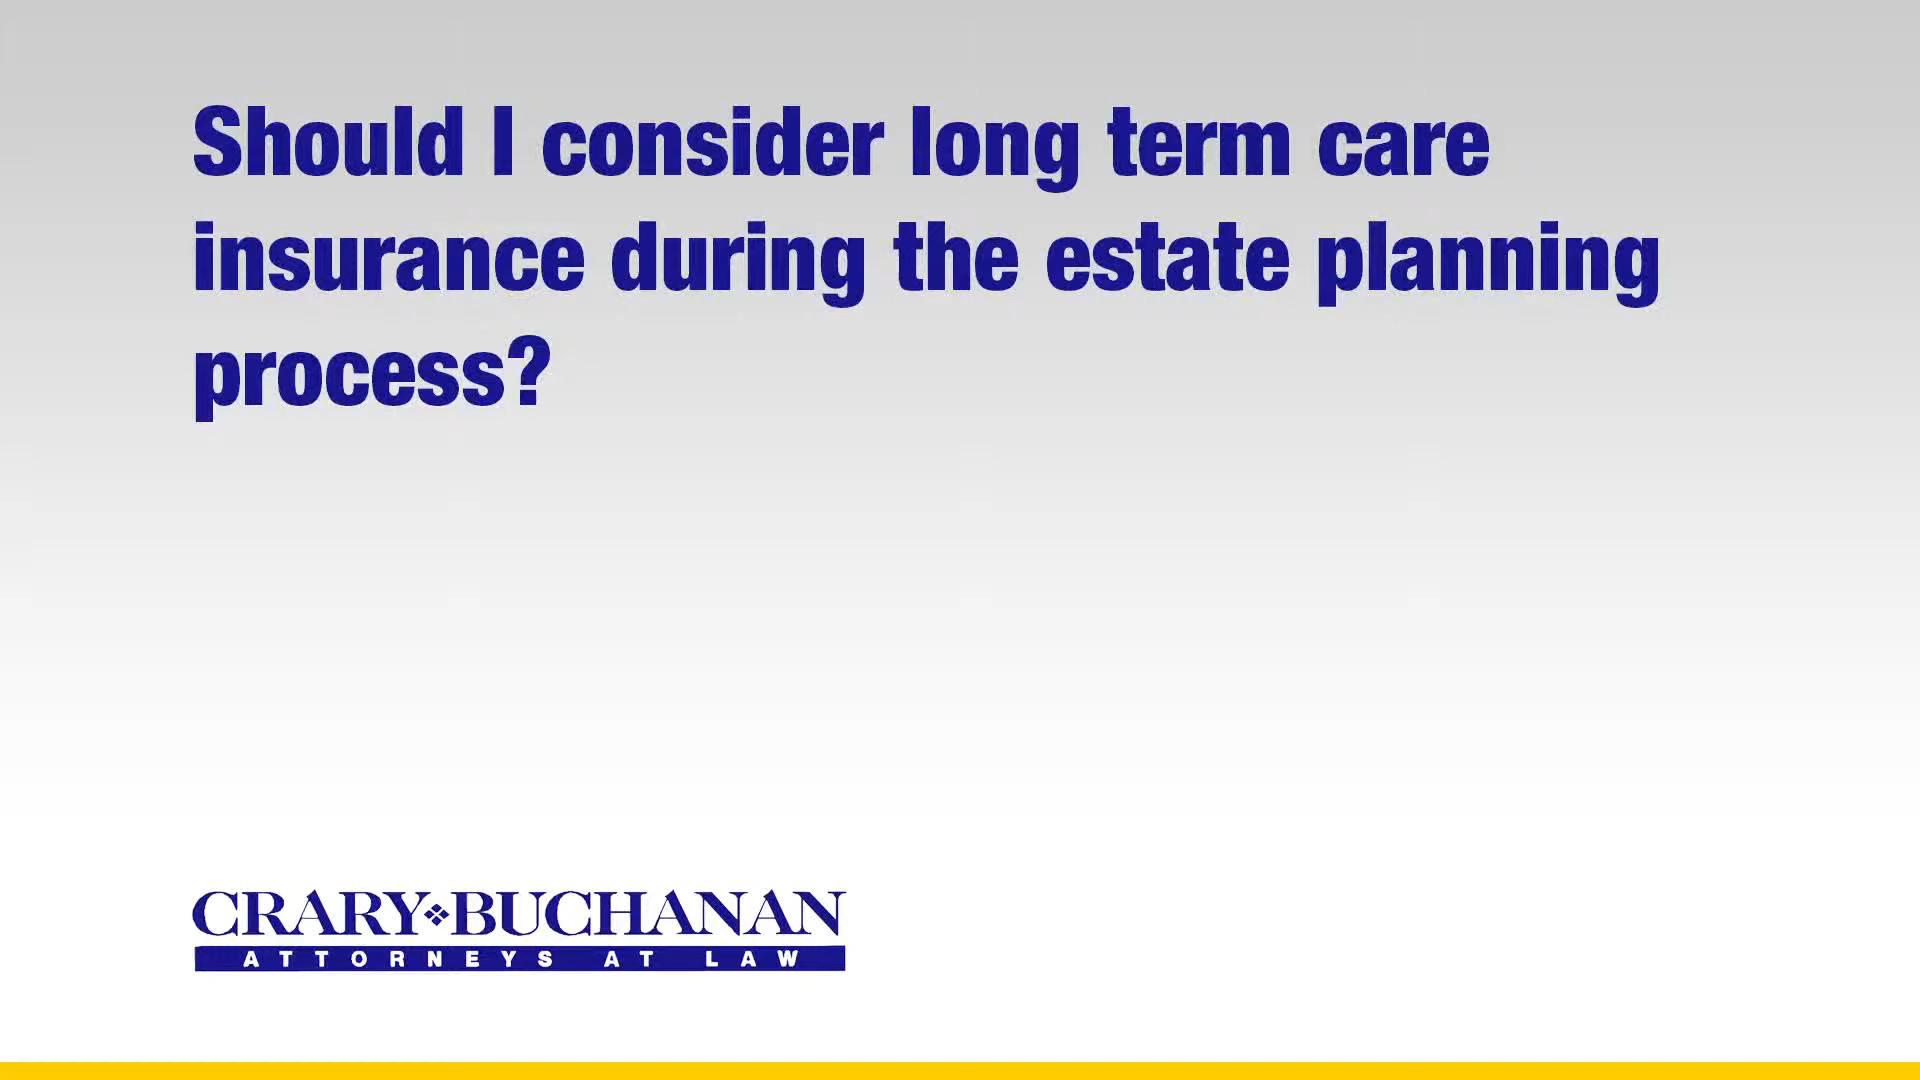 Should I consider long term care
insurance during the estate planning
process?
CRARY BUCHANAN
ATTORNEYS AT LAW